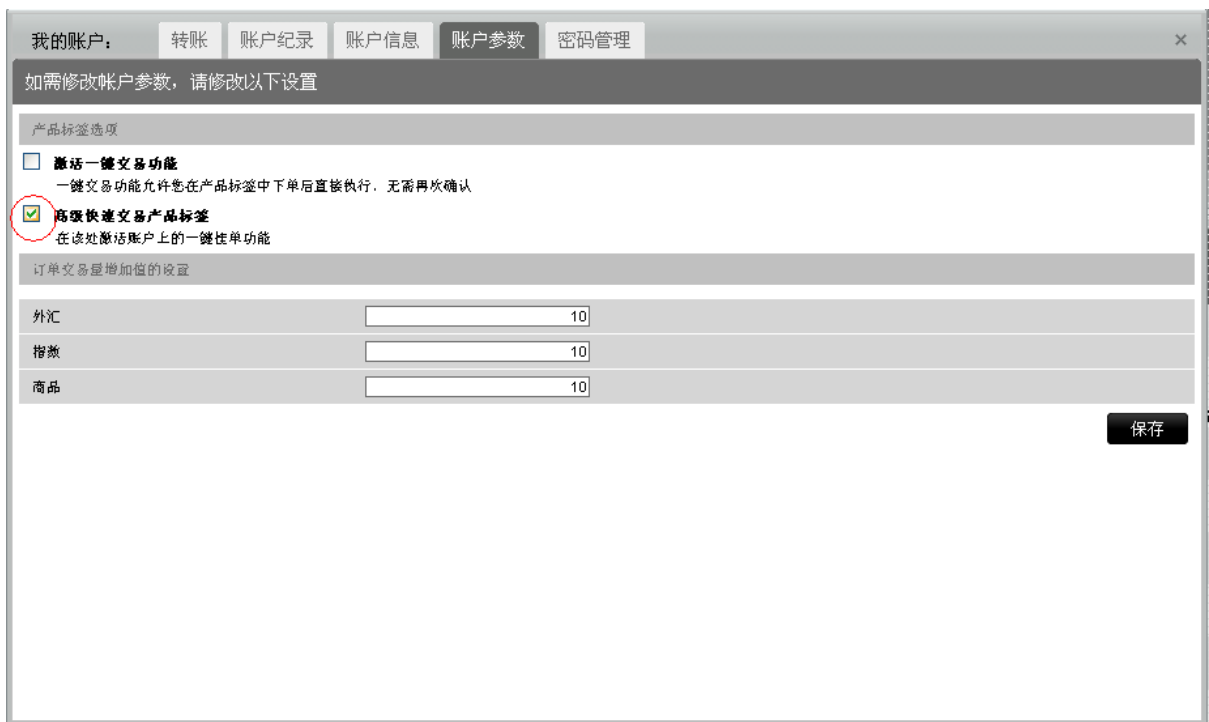 我的账户： 转账 账户纪录 账户信息 账户参数 密码管理 ×
如需修改帐户参数，请修改以下设置
产品标签选项
激活一键交易功能
一键交易功能允许您在产品标签中下单后直接执行．无需再次确认
高级快速交易产品标签
在该处激活账户上的一键挂单功能
订单交易量增加值的设置
外汇 10
指数 10
商品 10
保存